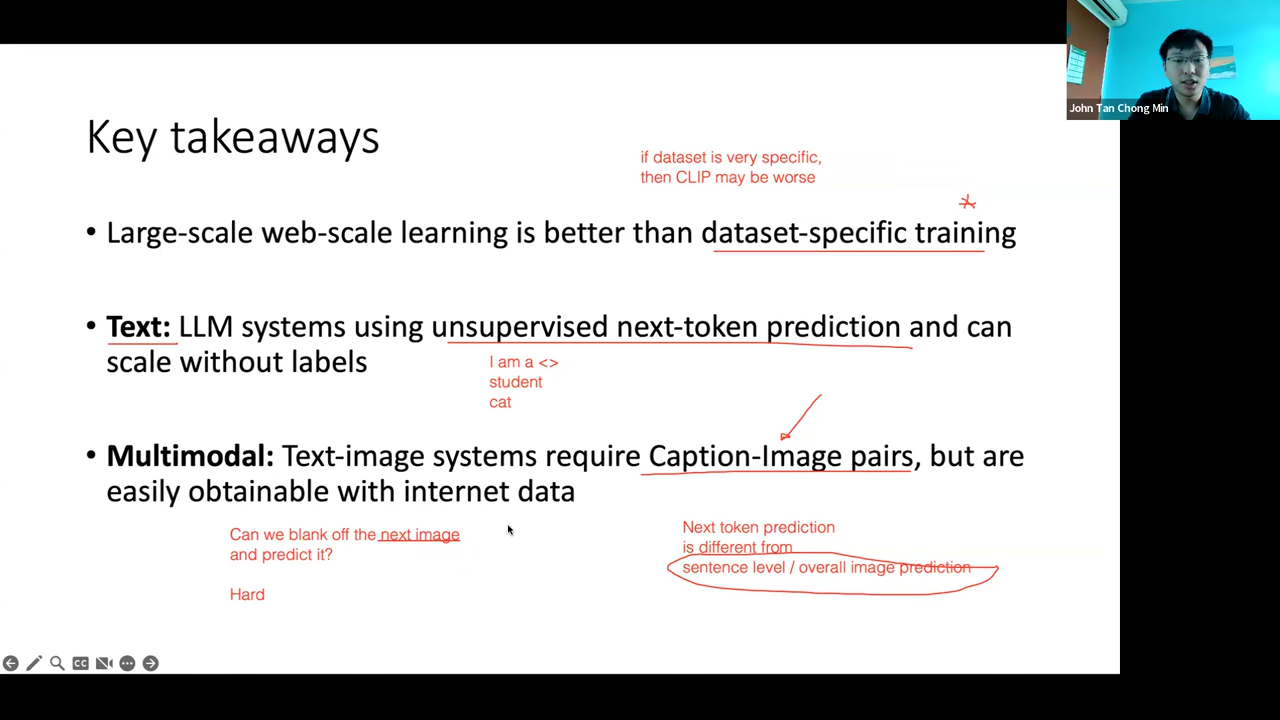 John Tan Chong Min
Key takeaways
if dataset is very specific,
then CLIP may be worse
• Large-scale web-scale learning is better than dataset-specific training
• Text: LLM systems using unsupervised next-token prediction and can
scale without labels
I am a <>
student
cat
• Multimodal: Text-image systems require Caption-Image pairs, but are
easily obtainable with internet data
Can we blank off the next image
and predict it?
Hard
Next token prediction
is different from
sentence level / overall image prediction
CC